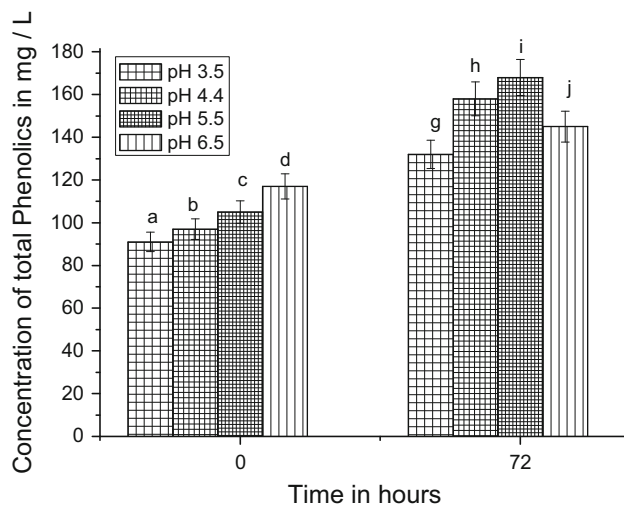 Concentration of total Phenolics in mg / L
180
160
140
120
100
80
60
40
20
0
pH 3.5
pH 4.4
pH 5.5
pH 6.5
a
b
c
d
g
h
i
j
0
72
Time in hours